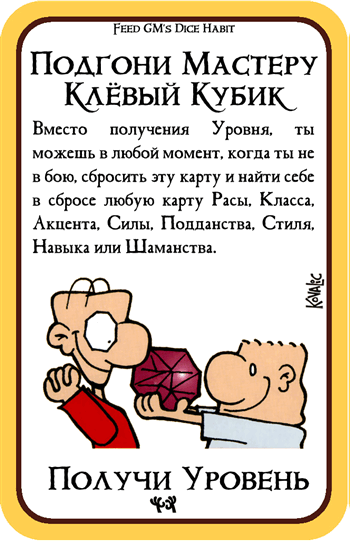 Feed GM's Dice Habit
Подгони Мастеру
Клёвый Кубик
Вместо получения Уровня, ты
можешь в любой момент, когда ты не
в бою, сбросить эту карту и найти себе
в сбросе любую карту Расы, Класса,
Акцента, Силы, Подданства, Стиля,
Навыка или Шаманства.
Kovalic
Получи Уровень